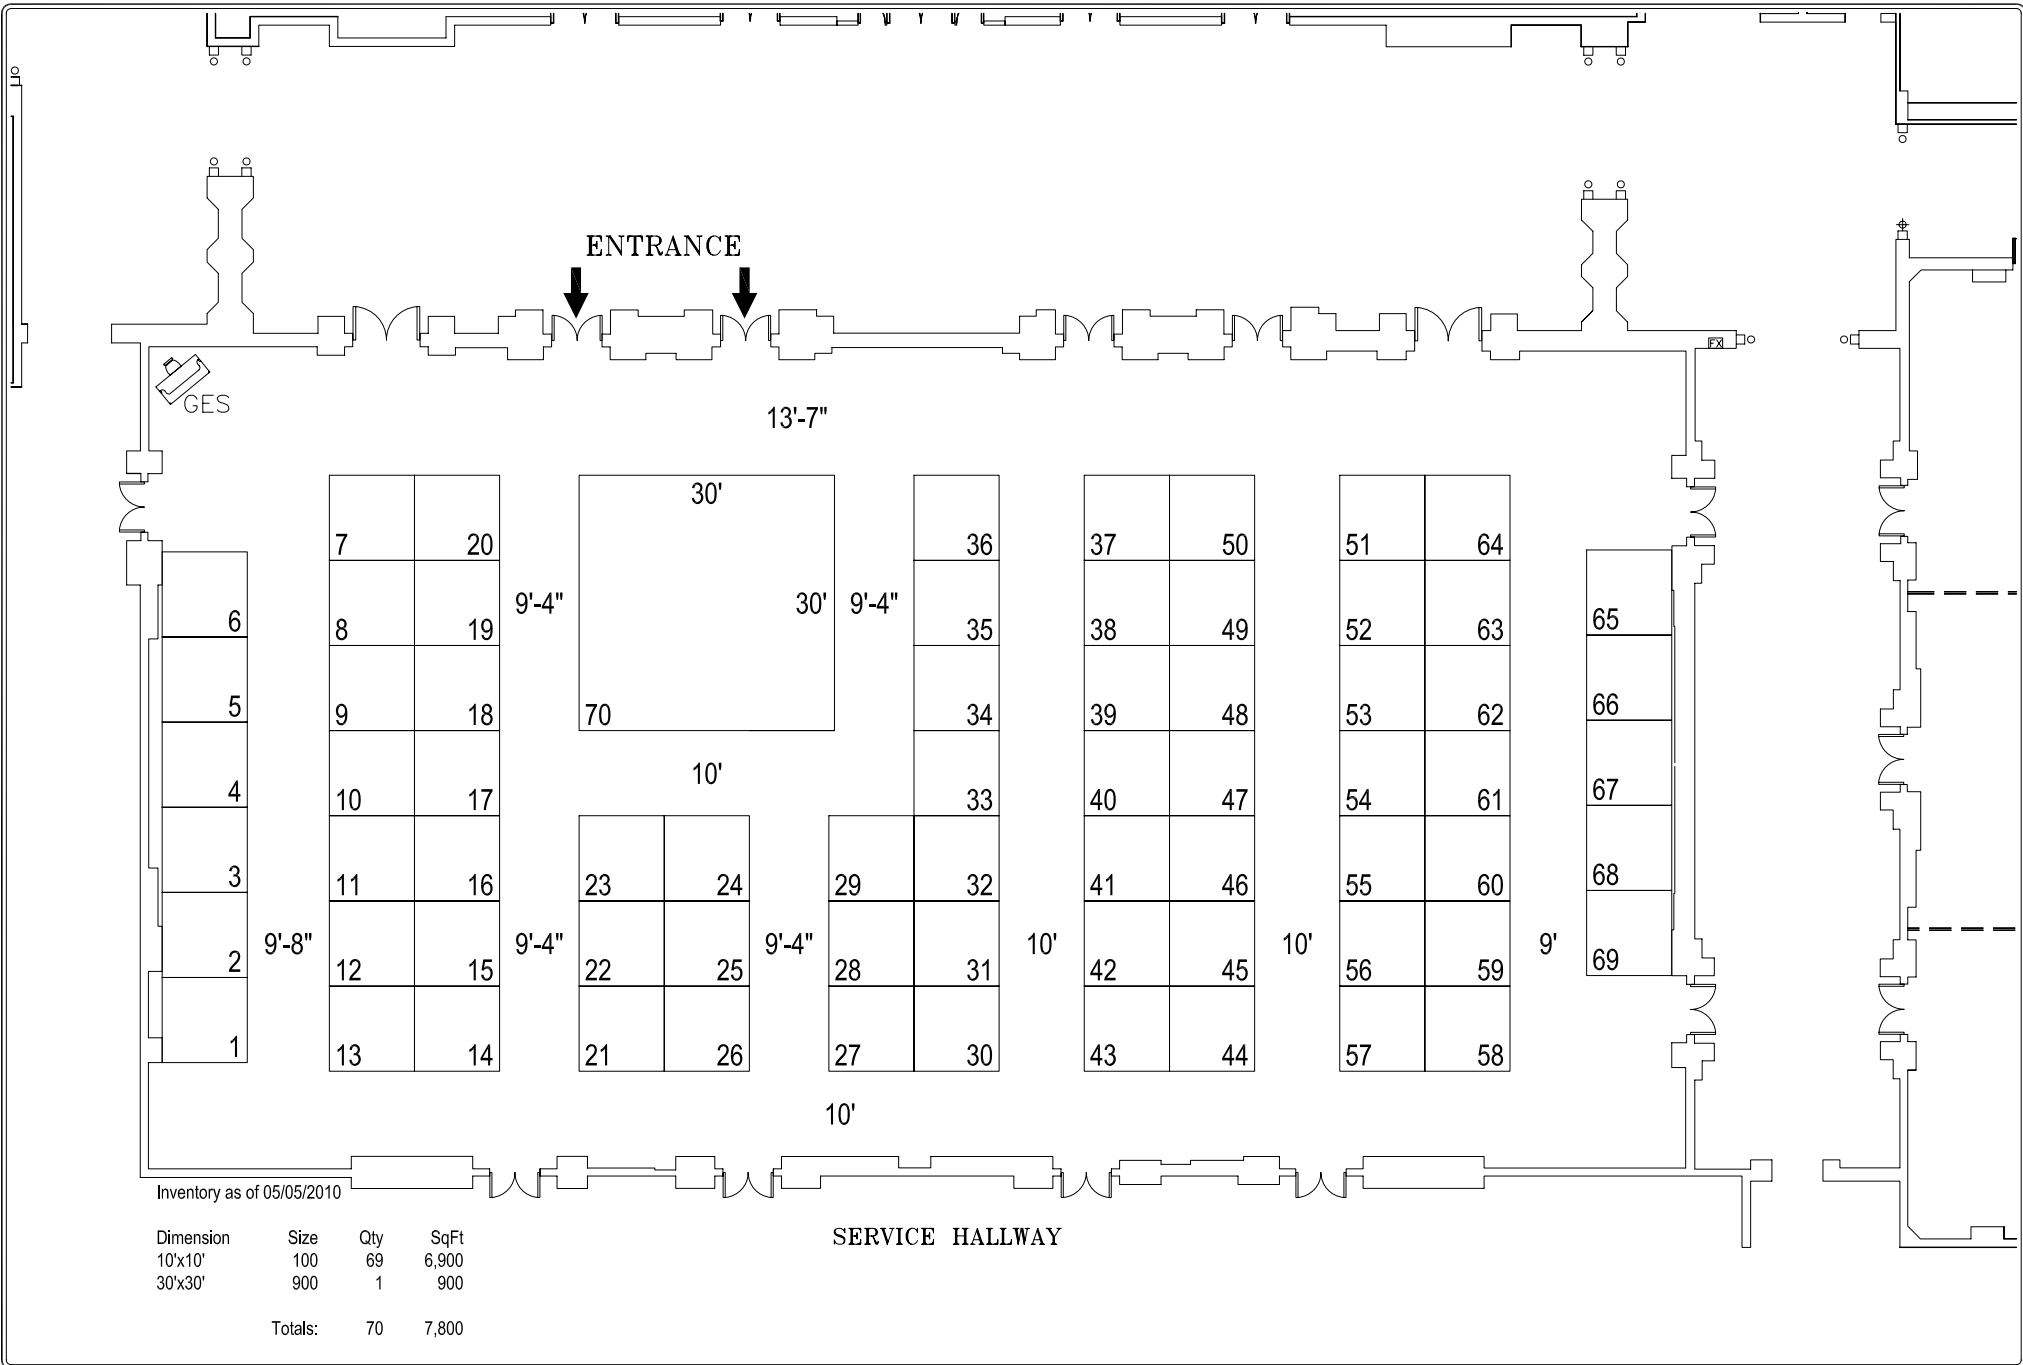 ENTRANCE
FX
GES
13'-7"
30'
7 20 36 37 50 51 64
6 8 19 9'-4" 30' 9'-4" 35 38 49 52 63 65
5 9 18 70 34 39 48 53 62 66
10'
4 10 17 33 40 47 54 61 67
3 11 16 23 24 29 32 41 46 55 60 68
9'-8" 9'-4" 9'-4" 10' 10' 9'
2 12 15 22 25 28 31 42 45 56 59 69
1 13 14 21 26 27 30 43 44 57 58
10'
Inventory as of 05/05/2010
SERVICE HALLWAY
Dimension Size Qty SqFt
10'x10' 100 69 6,900
30'x30' 900 1 900
Totals: 70 7,800